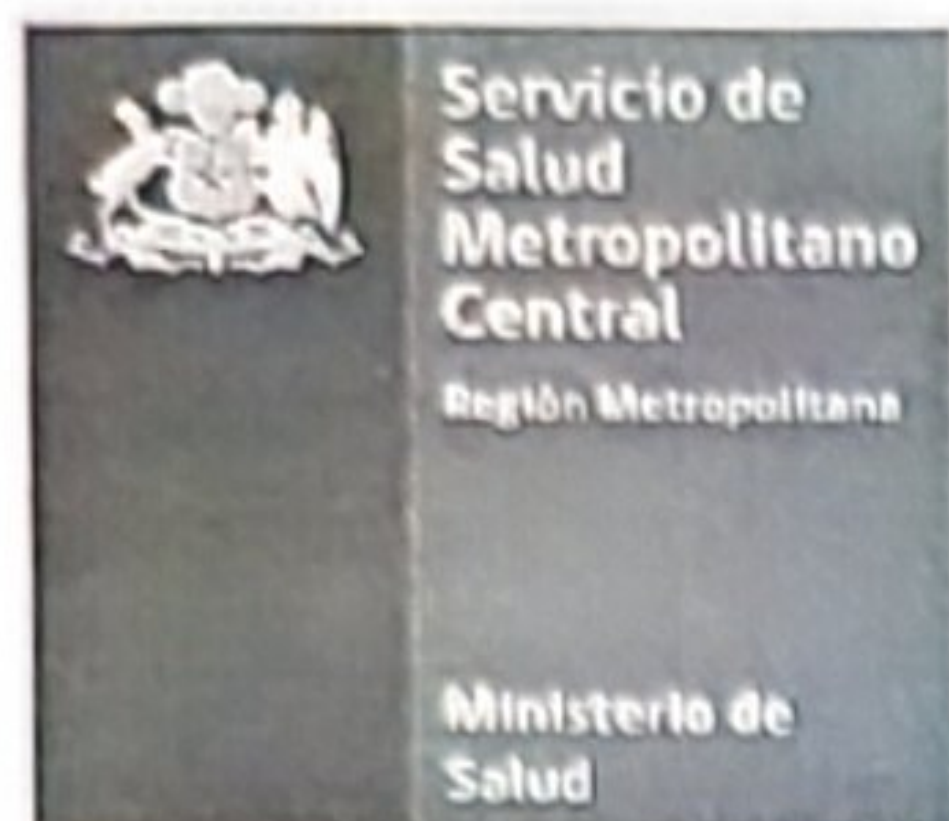 Servicio de
Salud
Metropolitano
Central
Región Metropolitana
Ministerio de
Salud